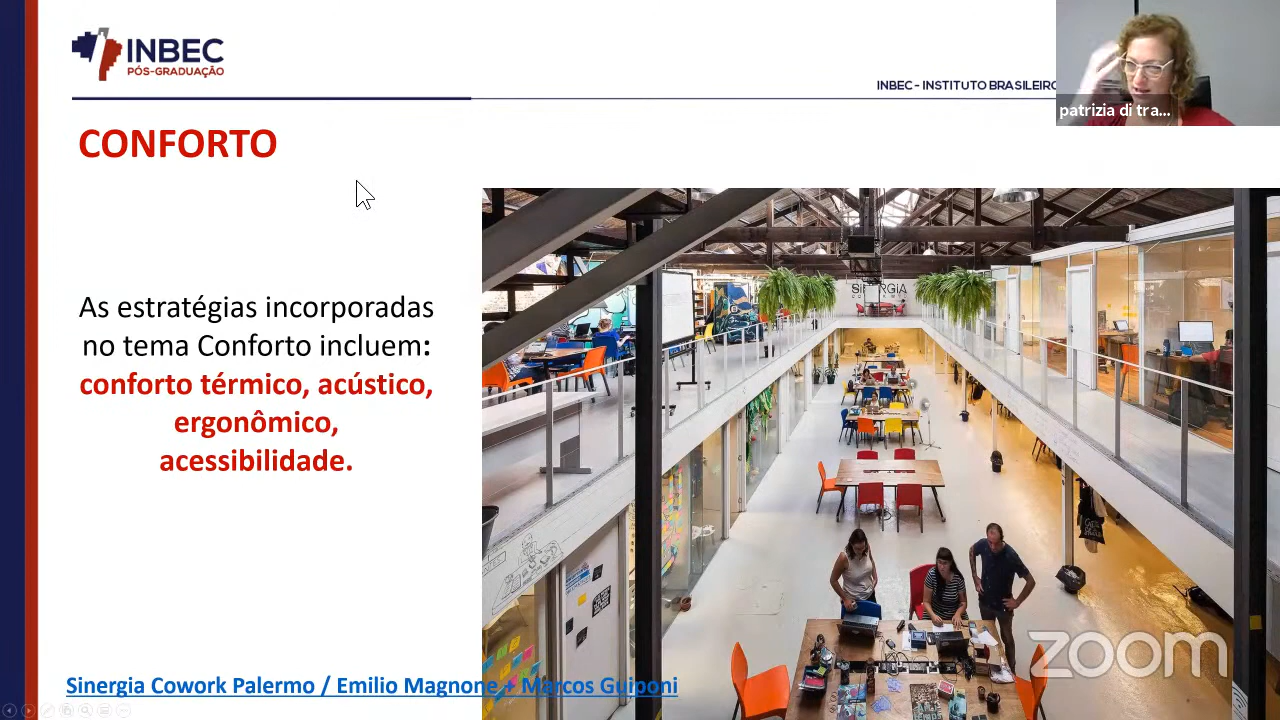 INBEC
PÓS-GRADUAÇÃO
INBEC - INSTITUTO BRASILEIRO
patrizia di tra...
CONFORTO
SINERGIA
As estratégias incorporadas
no tema Conforto incluem:
conforto térmico, acústico,
ergonômico,
acessibilidade.
zoom
Sinergia Cowork Palermo / Emilio Magnone + Marcos Guiponi